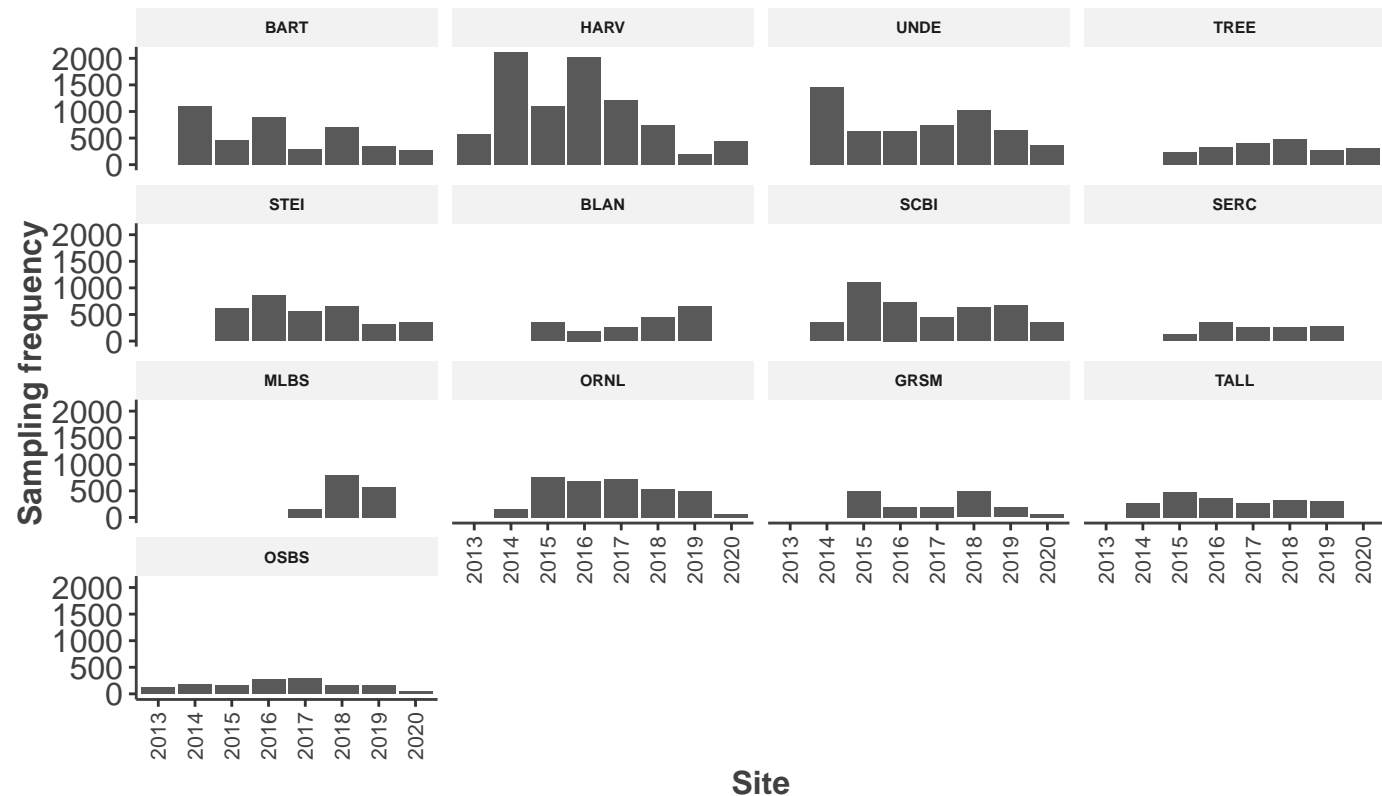 BART HARV UNDE TREE
2000
1500
1000
500
0
STEI BLAN SCBI SERC
2000
1500
1000
500
0
MLBS ORNL GRSM TALL
2000
1500
1000
500
0
2013 2014 2015 2016 2017 2018 2019 2020 2013 2014 2015 2016 2017 2018 2019 2020 2013 2014 2015 2016 2017 2018 2019 2020
OSBS
2000
1500
1000
500
0
2013 2014 2015 2016 2017 2018 2019 2020
Sampling frequency
Site